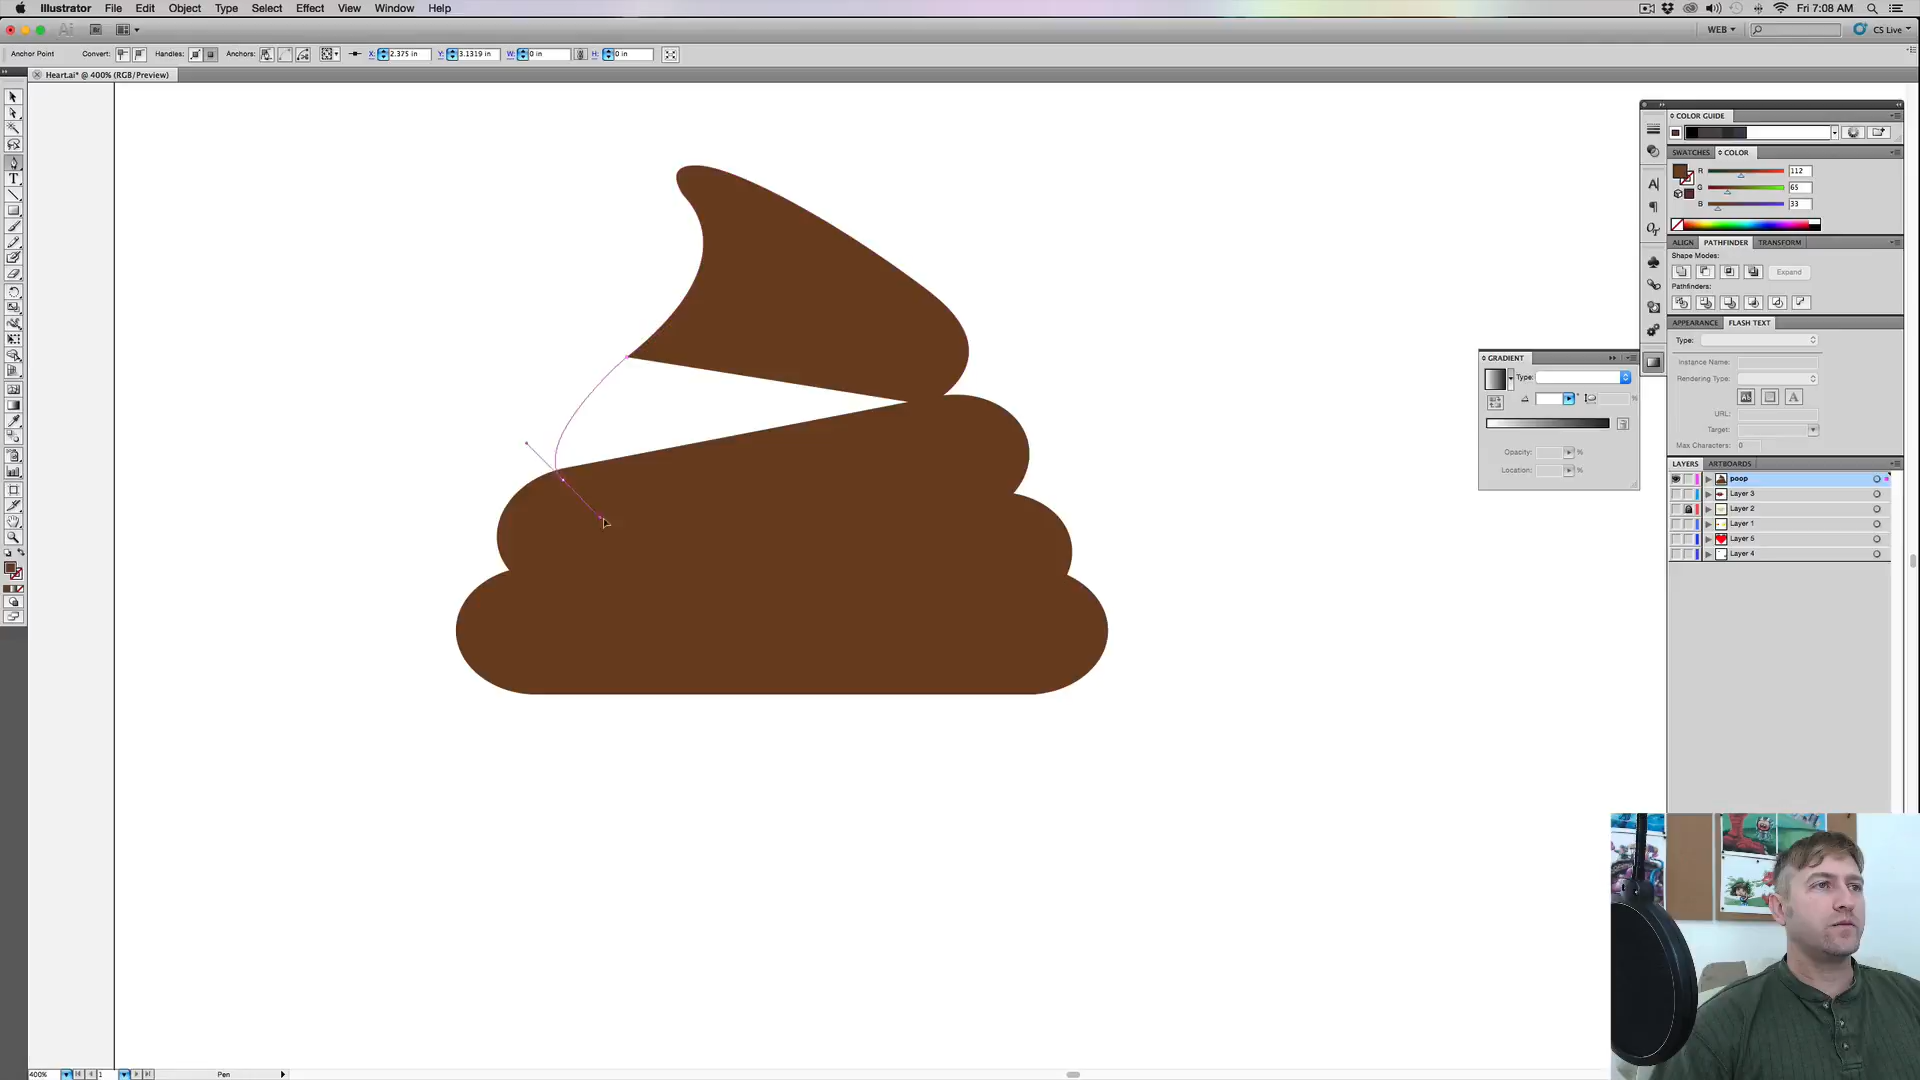 Illustrator File Edit Object Type Select Effect View Window Help
Fri 7:08 AM
Ai
WEB
CS Live
Anchor Point Convert: Handles: Anchors: X: 2.375 in Y: 3.1319 in W: 0 in H: 0 in
Heart.ai* @ 400% (RGB/Preview)
COLOR GUIDE
SWATCHES COLOR
R 112
G 65
B 33
ALIGN PATHFINDER TRANSFORM
Shape Modes:
Expand
Pathfinders:
APPEARANCE FLASH TEXT
Type:
Instance Name:
Rendering Type:
URL:
Target:
Max Characters: 0
GRADIENT
Type:
Opacity: %
Location: %
LAYERS ARTBOARDS
poop
Layer 3
Layer 2
Layer 1
Layer 5
Layer 4
400% 1 Pen